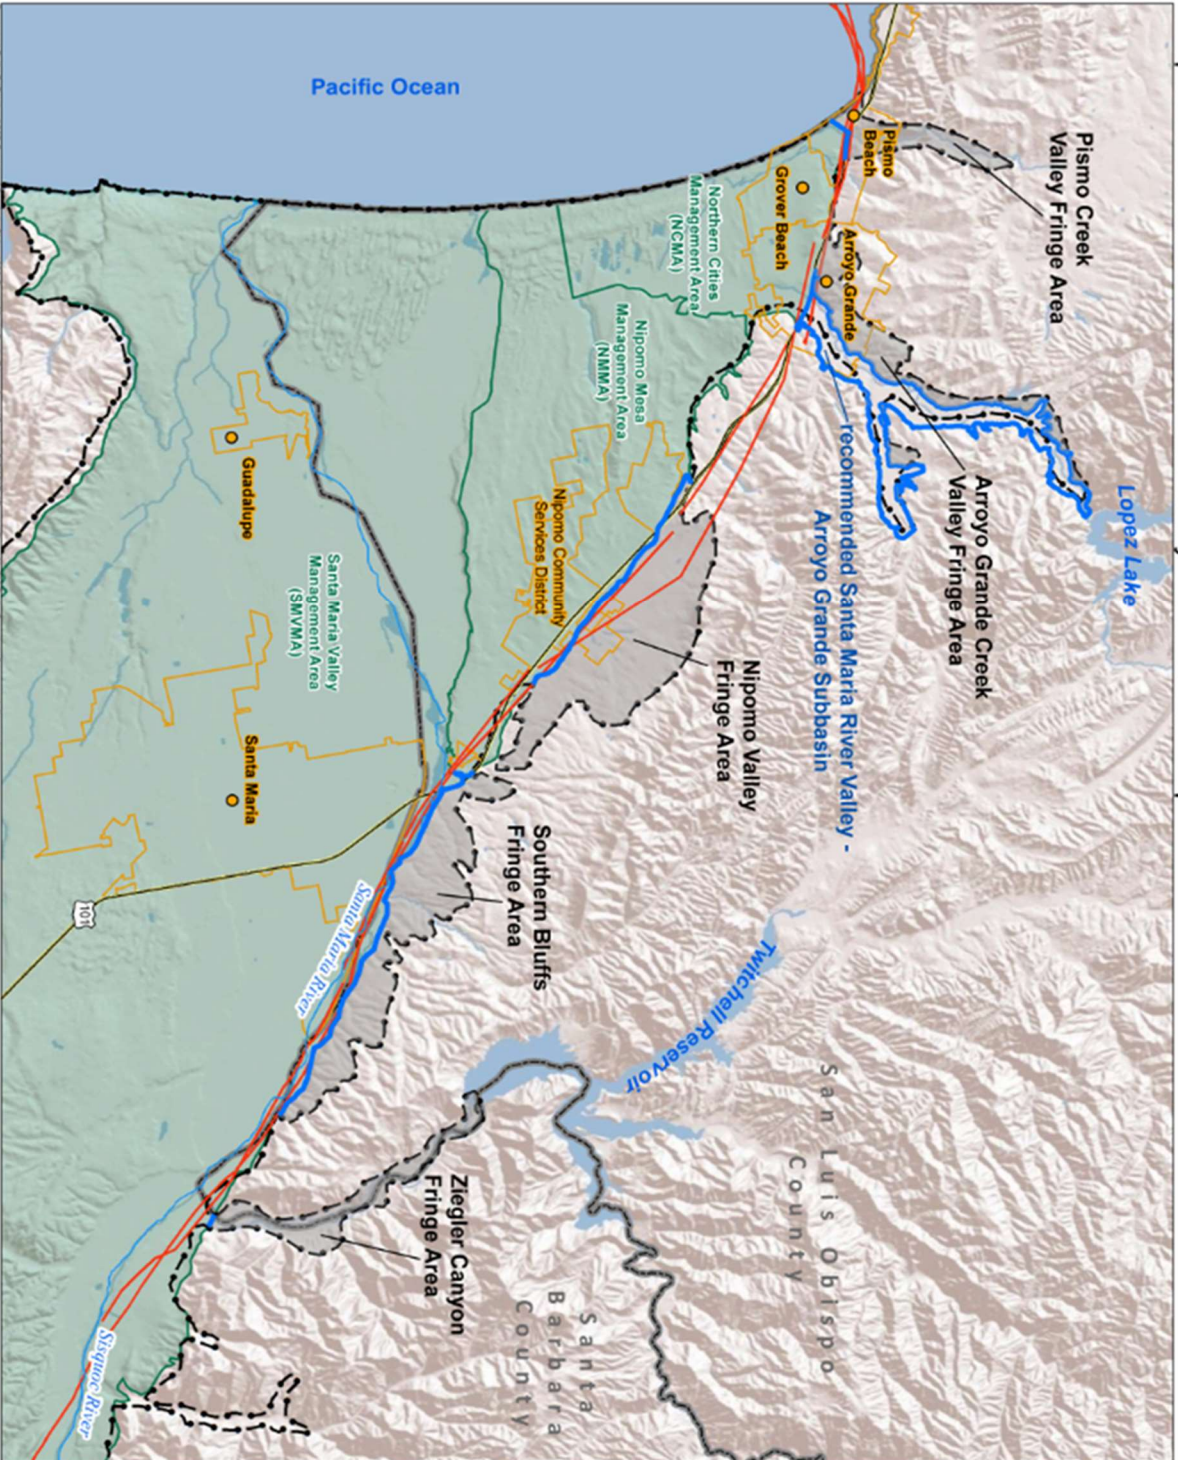 Pacific Ocean
Pismo Creek
Valley Fringe Area
Pismo
Beach
Grover Beach
Arroyo Grande
Northern Cities
Management Area
(NCMA)
Nipomo Mesa
Management Area
(NMMA)
Lopez Lake
Arroyo Grande Creek
Valley Fringe Area
recommended Santa Maria River Valley -
Arroyo Grande Subbasin
Guadalupe
Nipomo Community
Services District
Santa Maria Valley
Management Area
(SMVMA)
Nipomo Valley
Fringe Area
Santa Maria
Southern Bluffs
Fringe Area
101
Santa Maria River
Twitchell Reservoir
San Luis Obispo
County
Ziegler Canyon
Fringe Area
Santa
Barbara
County
Sisquoc River